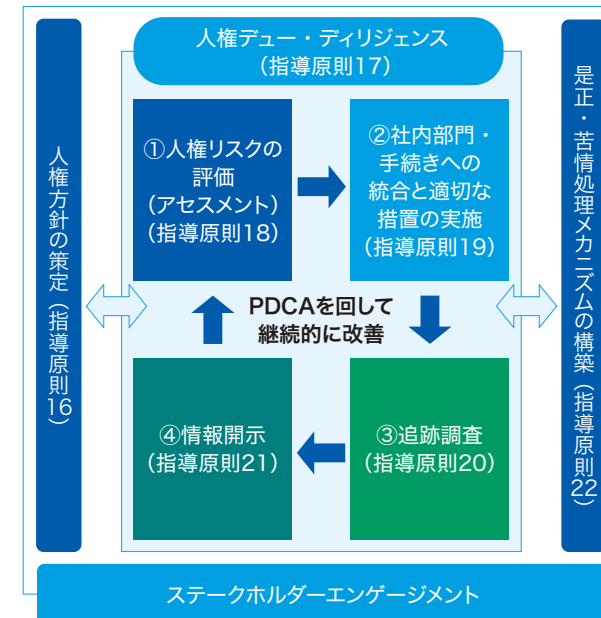 人権デュー・ディリジェンス
（指導原則17）
人権方針の策定（指導原則16）
①人権リスクの
評価
（アセスメント）
（指導原則18）
②社内部門・
手続きへの
統合と適切な
措置の実施
（指導原則19）
PDCAを回して
継続的に改善
④情報開示
（指導原則21）
③追跡調査
（指導原則20）
是正・苦情処理メカニズムの構築（指導原則22）
ステークホルダーエンゲージメント